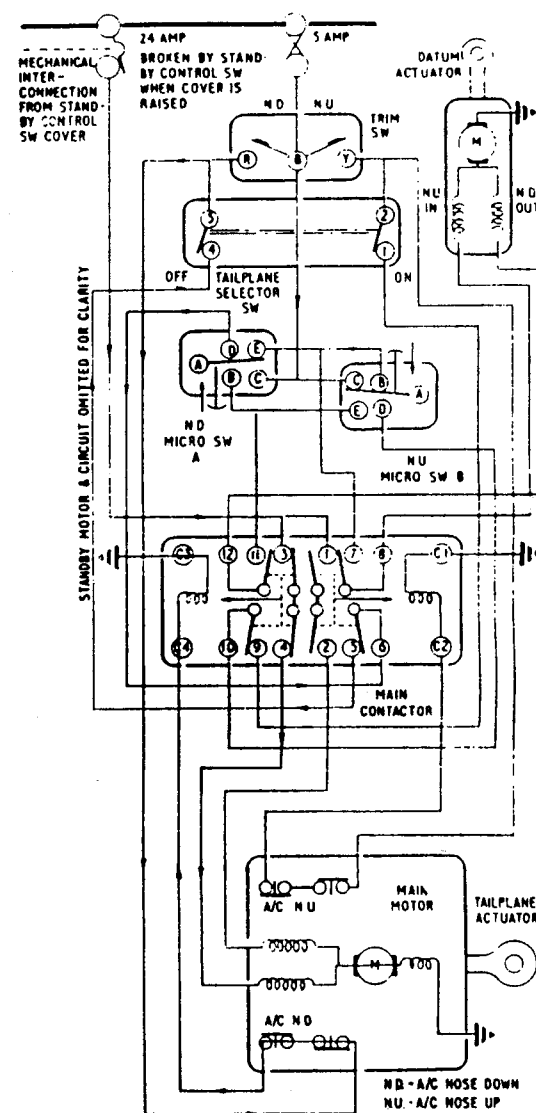 24 AMP
5 AMP
MECHANICAL
INTER-
CONNECTION
FROM STAND-
BY CONTROL
SW COVER
BROKEN BY STAND-
BY CONTROL SW
WHEN COVER IS
RAISED
DATUM
ACTUATOR
N D
N U
TRIM
SW
R
B
Y
M
N U
IN
N D
OUT
3
2
4
1
OFF
TAILPLANE
SELECTOR
SW
ON
D
E
A
B
C
C
B
A
E
D
N D
MICRO SW
A
N U
MICRO SW B
STANDBY MOTOR & CIRCUIT OMITTED FOR CLARITY
C3
12
11
3
1
7
8
C1
C4
10
9
4
2
5
6
C2
MAIN
CONTACTOR
A/C N U
MAIN
MOTOR
TAILPLANE
ACTUATOR
M
A/C N D
N D - A/C NOSE DOWN
N U - A/C NOSE UP